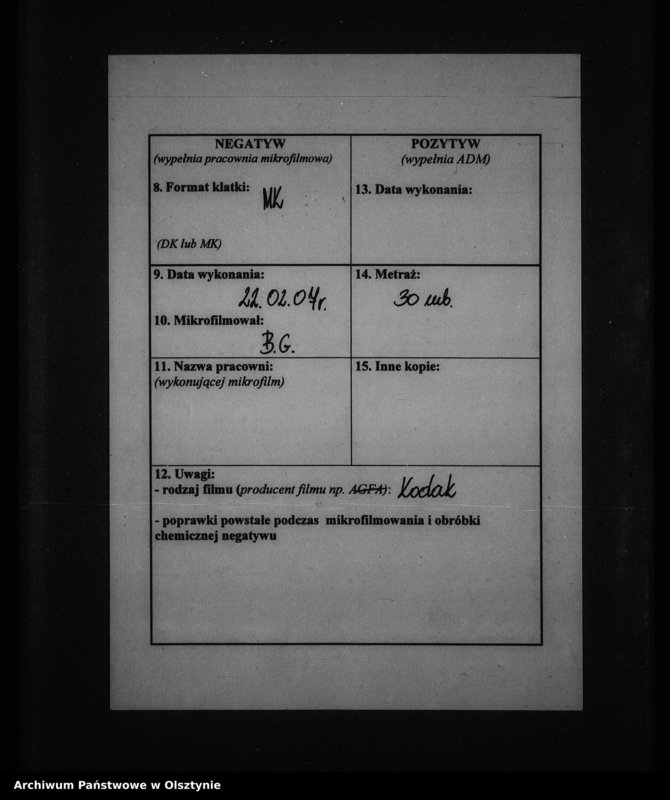 NEGATYW
(wypełnia pracownia mikrofilmowa)
8. Format klatki: MK
(DK lub MK)
POZYTYW
(wypełnia ADM)
13. Data wykonania:
9. Data wykonania:
22.02.04r.
10. Mikrofilmował:
B.G.
14. Metraż:
30 mb.
11. Nazwa pracowni:
(wykonującej mikrofilm)
15. Inne kopie:
12. Uwagi:
- rodzaj filmu (producent filmu np. AGFA): Kodak
- poprawki powstałe podczas mikrofilmowania i obróbki
chemicznej negatywu
Archiwum Państwowe w Olsztynie